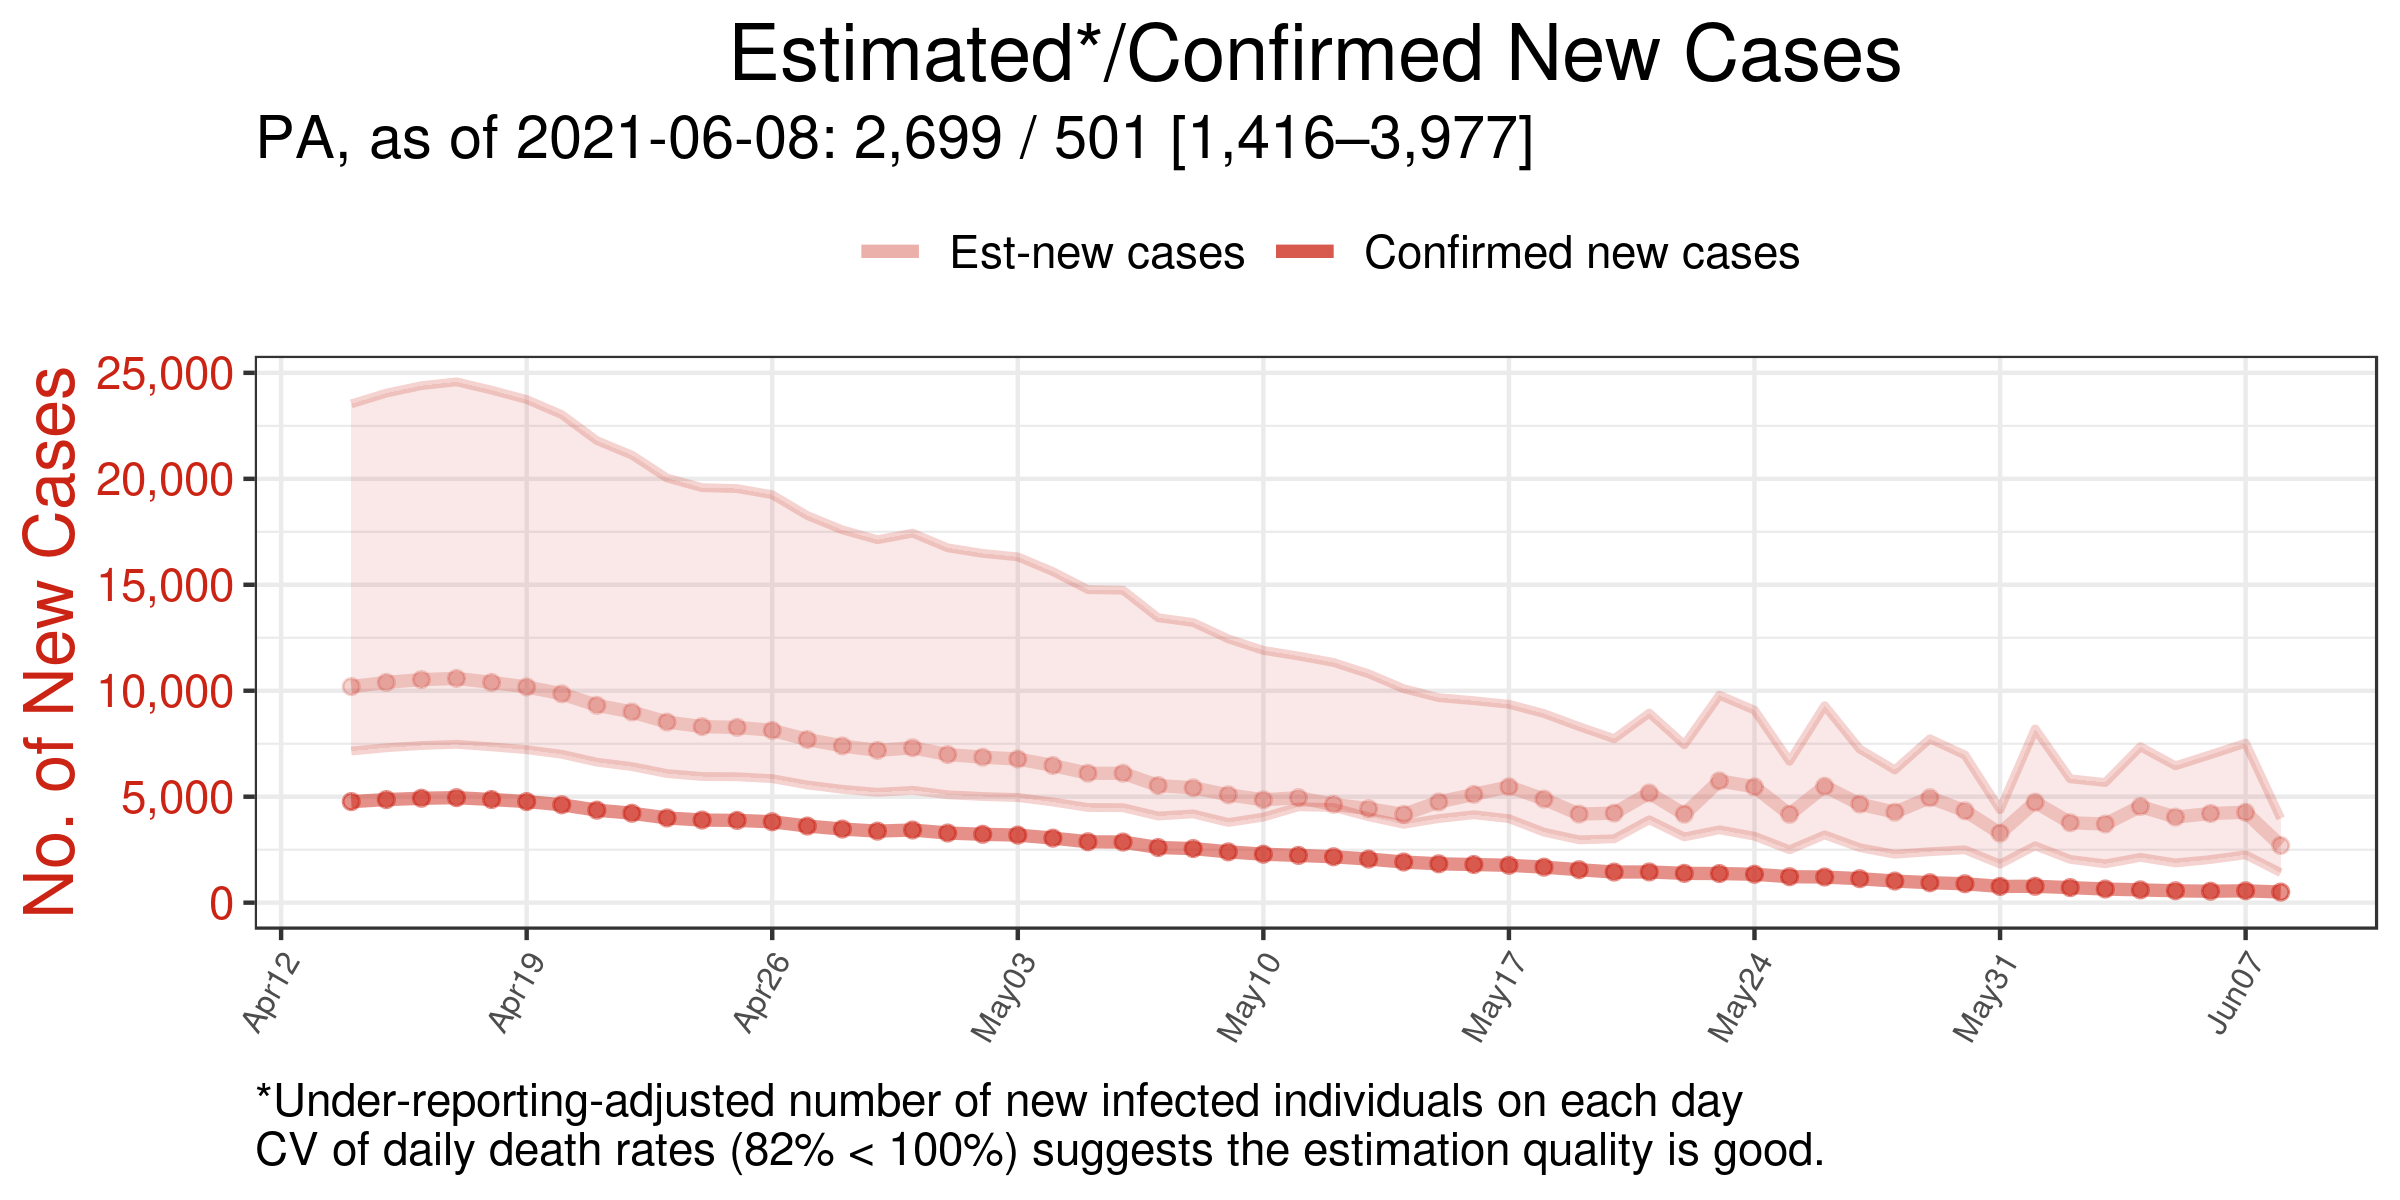 Estimated*/Confirmed New Cases
PA, as of 2021-06-08: 2,699 / 501 [1,416–3,977]
Est-new cases Confirmed new cases
No. of New Cases
25,000
20,000
15,000
10,000
5,000
0
Apr12 Apr19 Apr26 May03 May10 May17 May24 May31 Jun07
*Under-reporting-adjusted number of new infected individuals on each day
CV of daily death rates (82% < 100%) suggests the estimation quality is good.